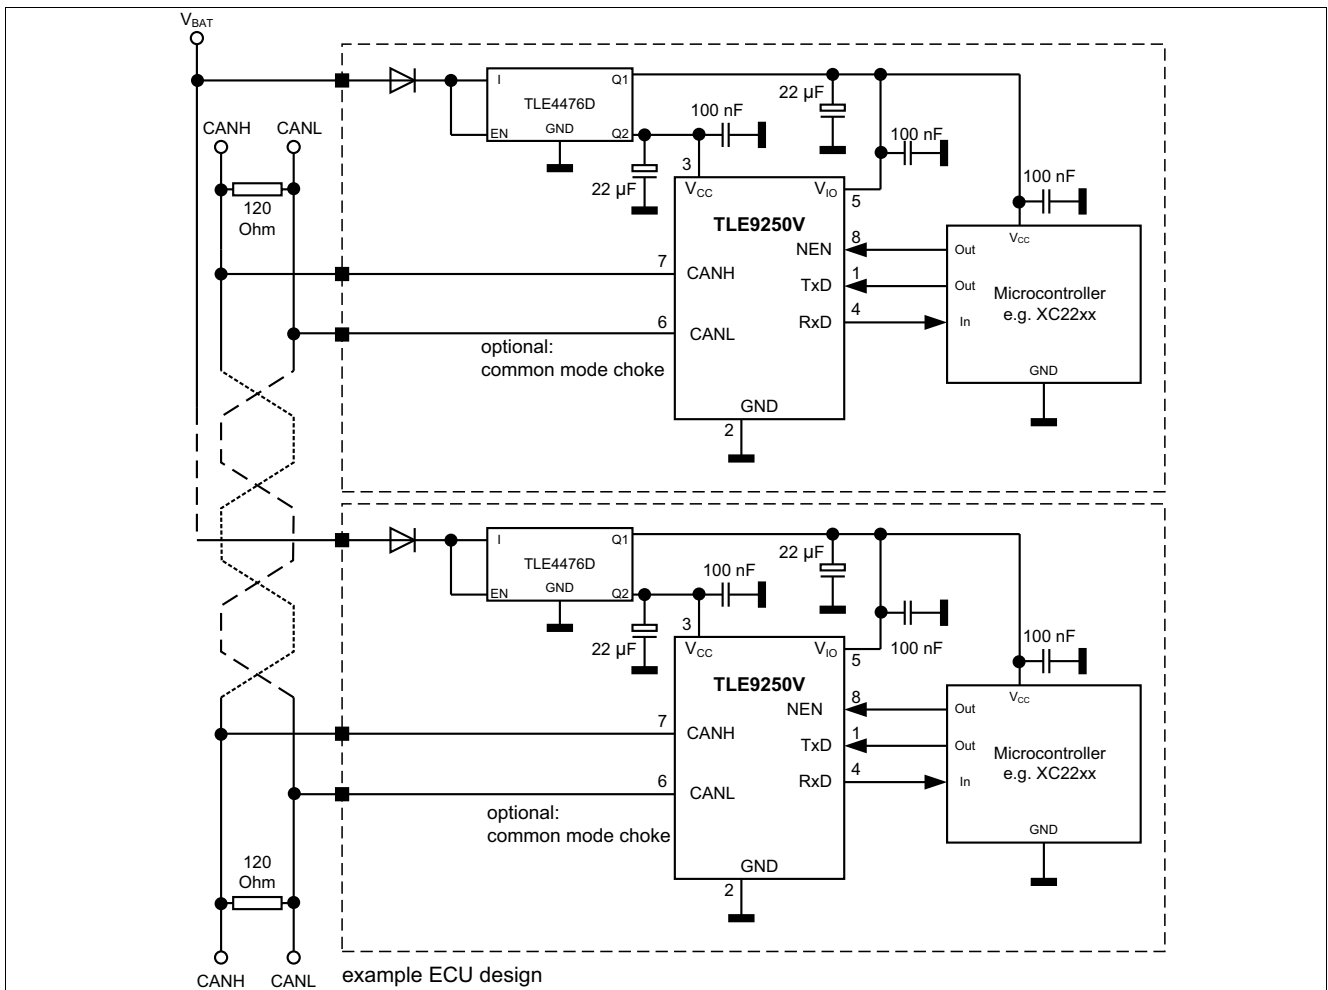 VBAT
CANH
CANL
120
Ohm
I
Q1
TLE4476D
EN
GND
Q2
22 µF
100 nF
22 µF
100 nF
100 nF
3
VCC
VIO
5
TLE9250V
NEN
8
TxD
1
RxD
4
7
CANH
6
CANL
optional:
common mode choke
GND
2
VCC
Out
Out
In
Microcontroller
e.g. XC22xx
GND
I
Q1
TLE4476D
EN
GND
Q2
22 µF
100 nF
22 µF
100 nF
100 nF
3
VCC
VIO
5
TLE9250V
NEN
8
TxD
1
RxD
4
7
CANH
6
CANL
optional:
common mode choke
GND
2
VCC
Out
Out
In
Microcontroller
e.g. XC22xx
GND
120
Ohm
CANH
CANL
example ECU design